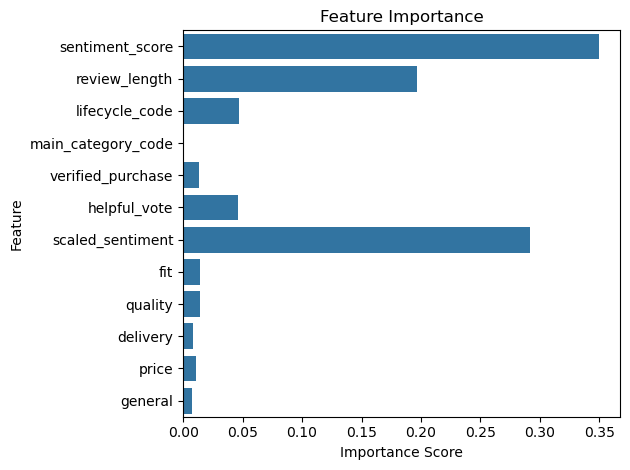 Feature Importance
sentiment_score
review_length
lifecycle_code
main_category_code
verified_purchase
helpful_vote
scaled_sentiment
fit
quality
delivery
price
general
Feature
0.00 0.05 0.10 0.15 0.20 0.25 0.30 0.35
Importance Score